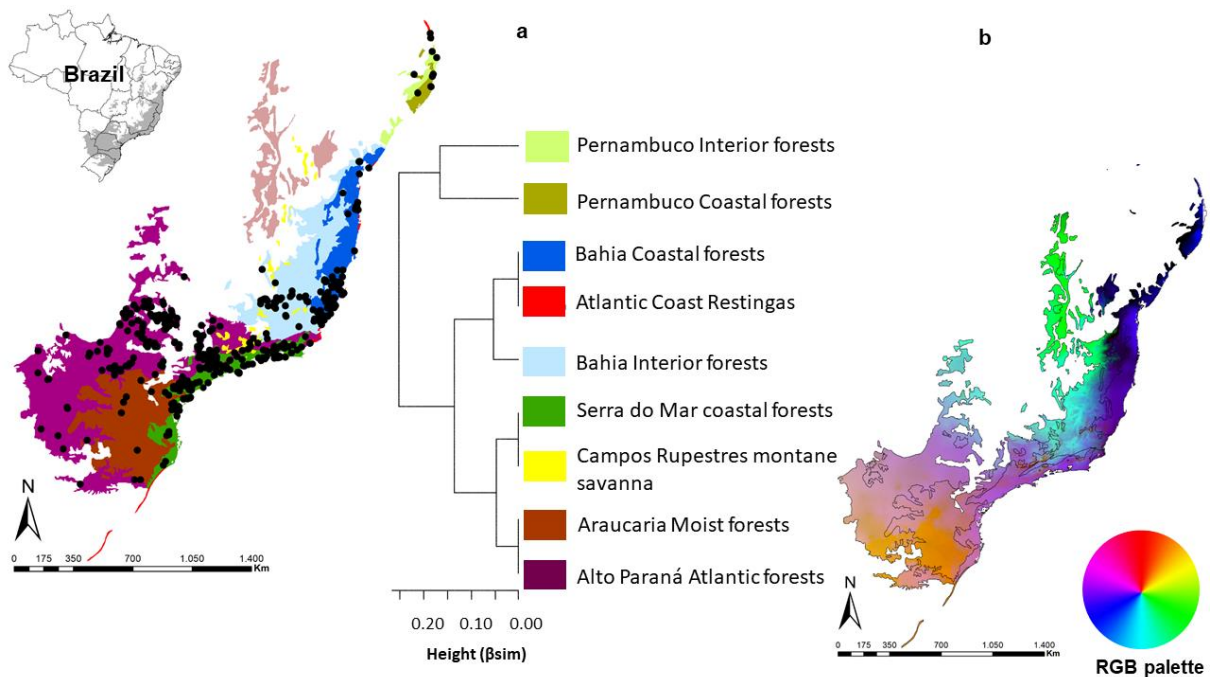 a
b
Brazil
Pernambuco Interior forests
Pernambuco Coastal forests
Bahia Coastal forests
Atlantic Coast Restingas
Bahia Interior forests
Serra do Mar coastal forests
Campos Rupestres montane
savanna
Araucaria Moist forests
Alto Paraná Atlantic forests
0.20 0.10 0.00
Height (βsim)
N
0 175 350 700 1.050 1.400
Km
N
0 175 350 700 1.050 1.400
Km
RGB palette